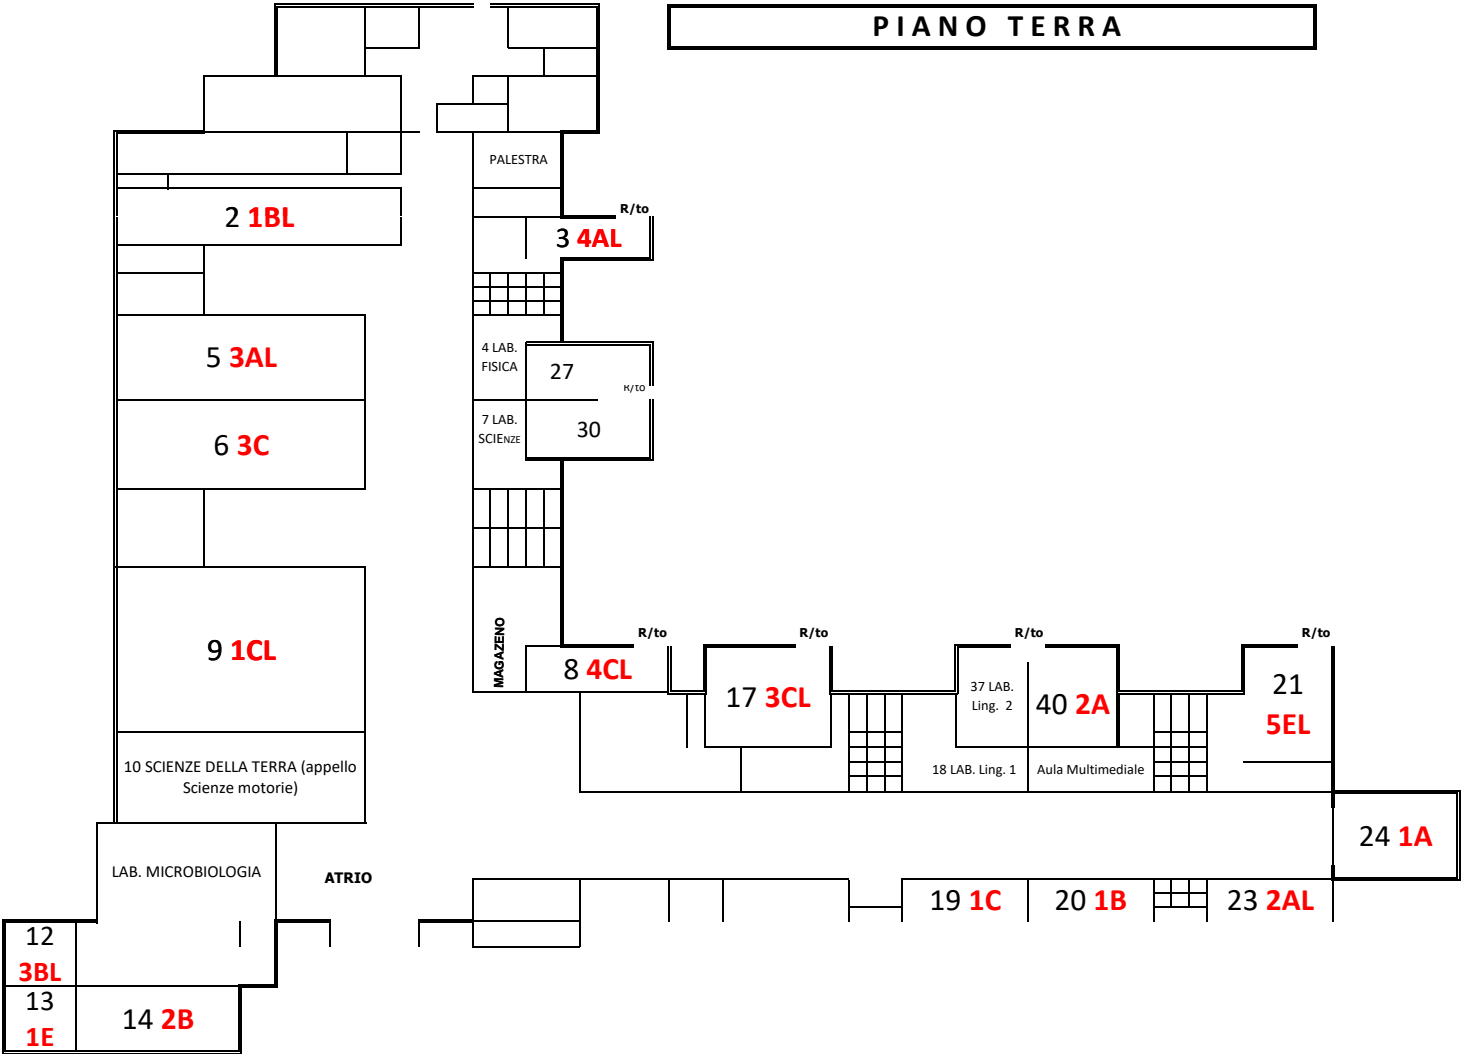 PIANO TERRA
PALESTRA
2 1BL
R/to
3 4AL
4 LAB.
FISICA
5 3AL
27
R/to
7 LAB.
SCIENZE
30
6 3C
MAGAZENO
9 1CL
R/to
8 4CL
R/to
17 3CL
R/to
37 LAB.
Ling. 2
40 2A
R/to
21
5EL
10 SCIENZE DELLA TERRA (appello
Scienze motorie)
18 LAB. Ling. 1
Aula Multimediale
24 1A
LAB. MICROBIOLOGIA
ATRIO
19 1C
20 1B
23 2AL
12
3BL
13
1E
14 2B